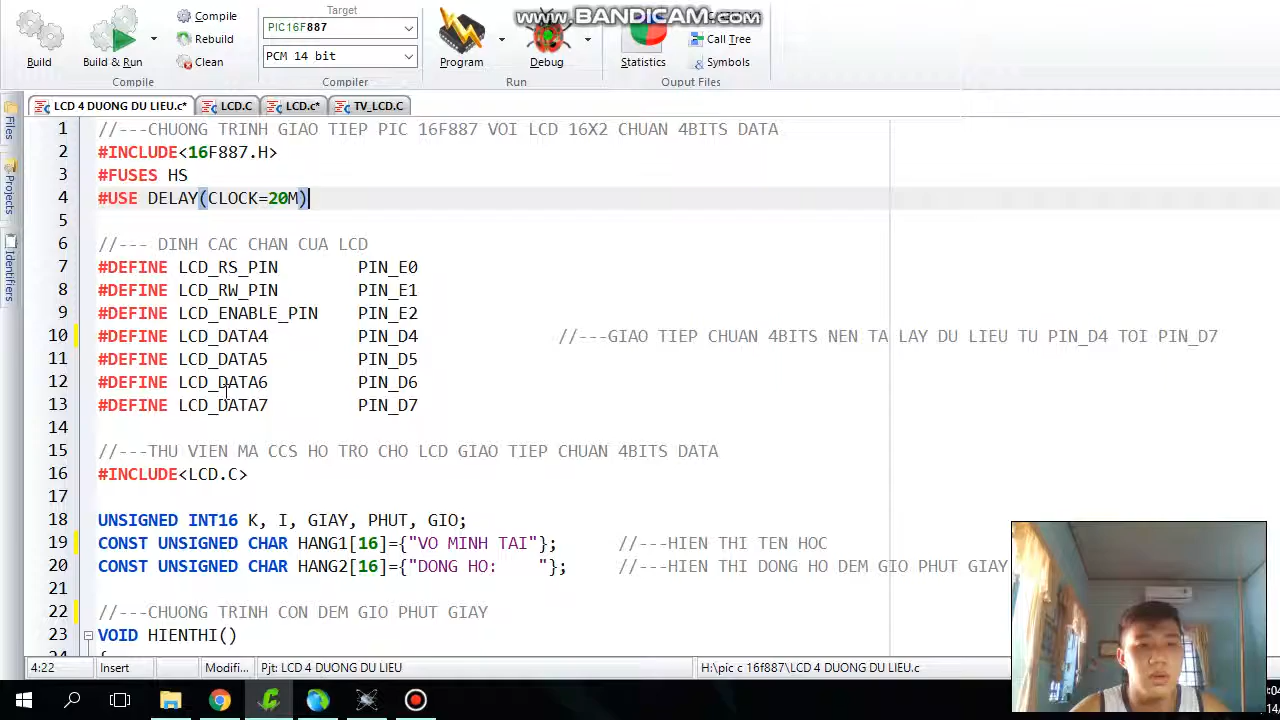 Target
www.BANDICAM.com
Compile
Rebuild
Clean
Build
Build & Run
PIC16F887
PCM 14 bit
Program
Debug
Statistics
Call Tree
Symbols
Compile
Compiler
Run
Ouput Files
LCD 4 DUONG DU LIEU.c*
LCD.C
LCD.c*
TV_LCD.C
Files
Projects
Identifiers
1 //---CHUONG TRINH GIAO TIEP PIC 16F887 VOI LCD 16X2 CHUAN 4BITS DATA
2 #INCLUDE<16F887.H>
3 #FUSES HS
4 #USE DELAY(CLOCK=20M)
5
6 //--- DINH CAC CHAN CUA LCD
7 #DEFINE LCD_RS_PIN PIN_E0
8 #DEFINE LCD_RW_PIN PIN_E1
9 #DEFINE LCD_ENABLE_PIN PIN_E2
10 #DEFINE LCD_DATA4 PIN_D4 //---GIAO TIEP CHUAN 4BITS NEN TA LAY DU LIEU TU PIN_D4 TOI PIN_D7
11 #DEFINE LCD_DATA5 PIN_D5
12 #DEFINE LCD_DATA6 PIN_D6
13 #DEFINE LCD_DATA7 PIN_D7
14
15 //---THU VIEN MA CCS HO TRO CHO LCD GIAO TIEP CHUAN 4BITS DATA
16 #INCLUDE<LCD.C>
17
18 UNSIGNED INT16 K, I, GIAY, PHUT, GIO;
19 CONST UNSIGNED CHAR HANG1[16]={"VO MINH TAI"}; //---HIEN THI TEN HOC
20 CONST UNSIGNED CHAR HANG2[16]={"DONG HO:    "}; //---HIEN THI DONG HO DEM GIO PHUT GIAY
21
22 //---CHUONG TRINH CON DEM GIO PHUT GIAY
23 VOID HIENTHI()
4:22
Insert
Modifi...
Pjt: LCD 4 DUONG DU LIEU
H:\pic c 16f887\LCD 4 DUONG DU LIEU.c